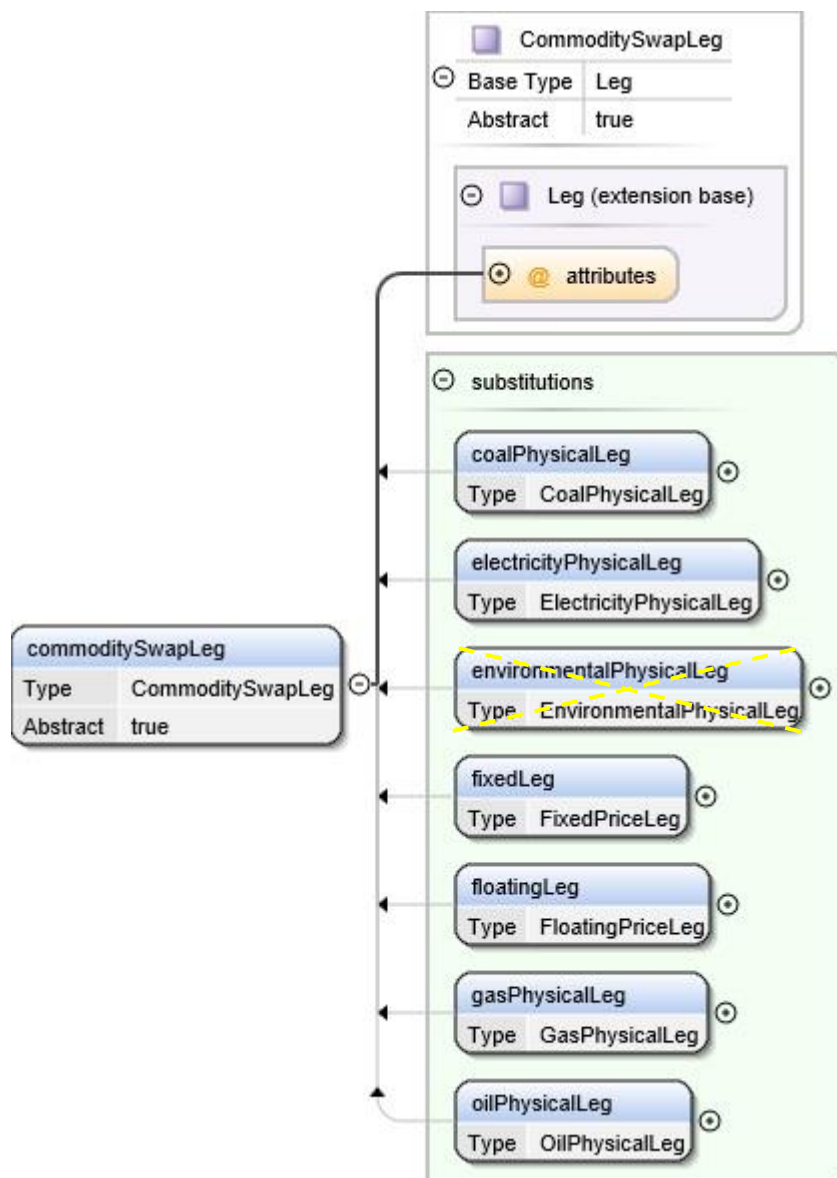 CommoditySwapLeg
Base Type Leg
Abstract true
Leg (extension base)
@ attributes
substitutions
coalPhysicalLeg
Type CoalPhysicalLeg
electricityPhysicalLeg
Type ElectricityPhysicalLeg
commoditySwapLeg
Type CommoditySwapLeg
Abstract true
environmentalPhysicalLeg
Type EnvironmentalPhysicalLeg
fixedLeg
Type FixedPriceLeg
floatingLeg
Type FloatingPriceLeg
gasPhysicalLeg
Type GasPhysicalLeg
oilPhysicalLeg
Type OilPhysicalLeg